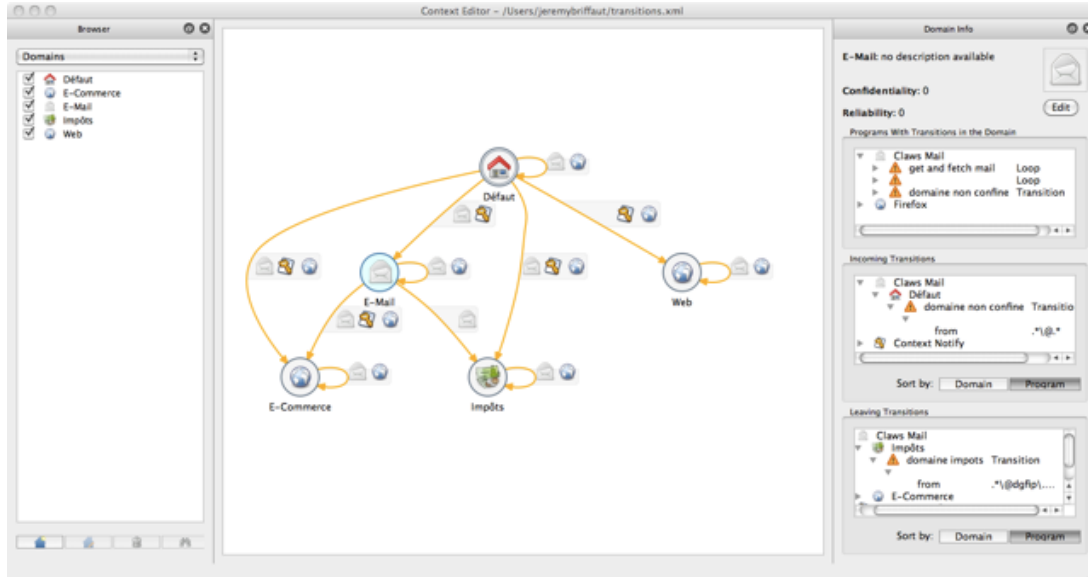 Context Editor – /Users/jeremybriffaut/transitions.xml
Browser
Domains
Défaut
E-Commerce
E-Mail
Impôts
Web
Défaut
E-Mail
Web
E-Commerce
Impôts
Domain Info
E-Mail: no description available
Confidentiality: 0
Reliability: 0
Edit
Programs With Transitions in the Domain
Claws Mail
get and fetch mail Loop
Loop
domaine non confine Transition
Firefox
Incoming Transitions
Claws Mail
Défaut
domaine non confine Transitio
from .*\@.*
Context Notify
Sort by: Domain Program
Leaving Transitions
Claws Mail
Impôts
domaine impots Transition
from .*\@dgfip\....
E-Commerce
Sort by: Domain Program